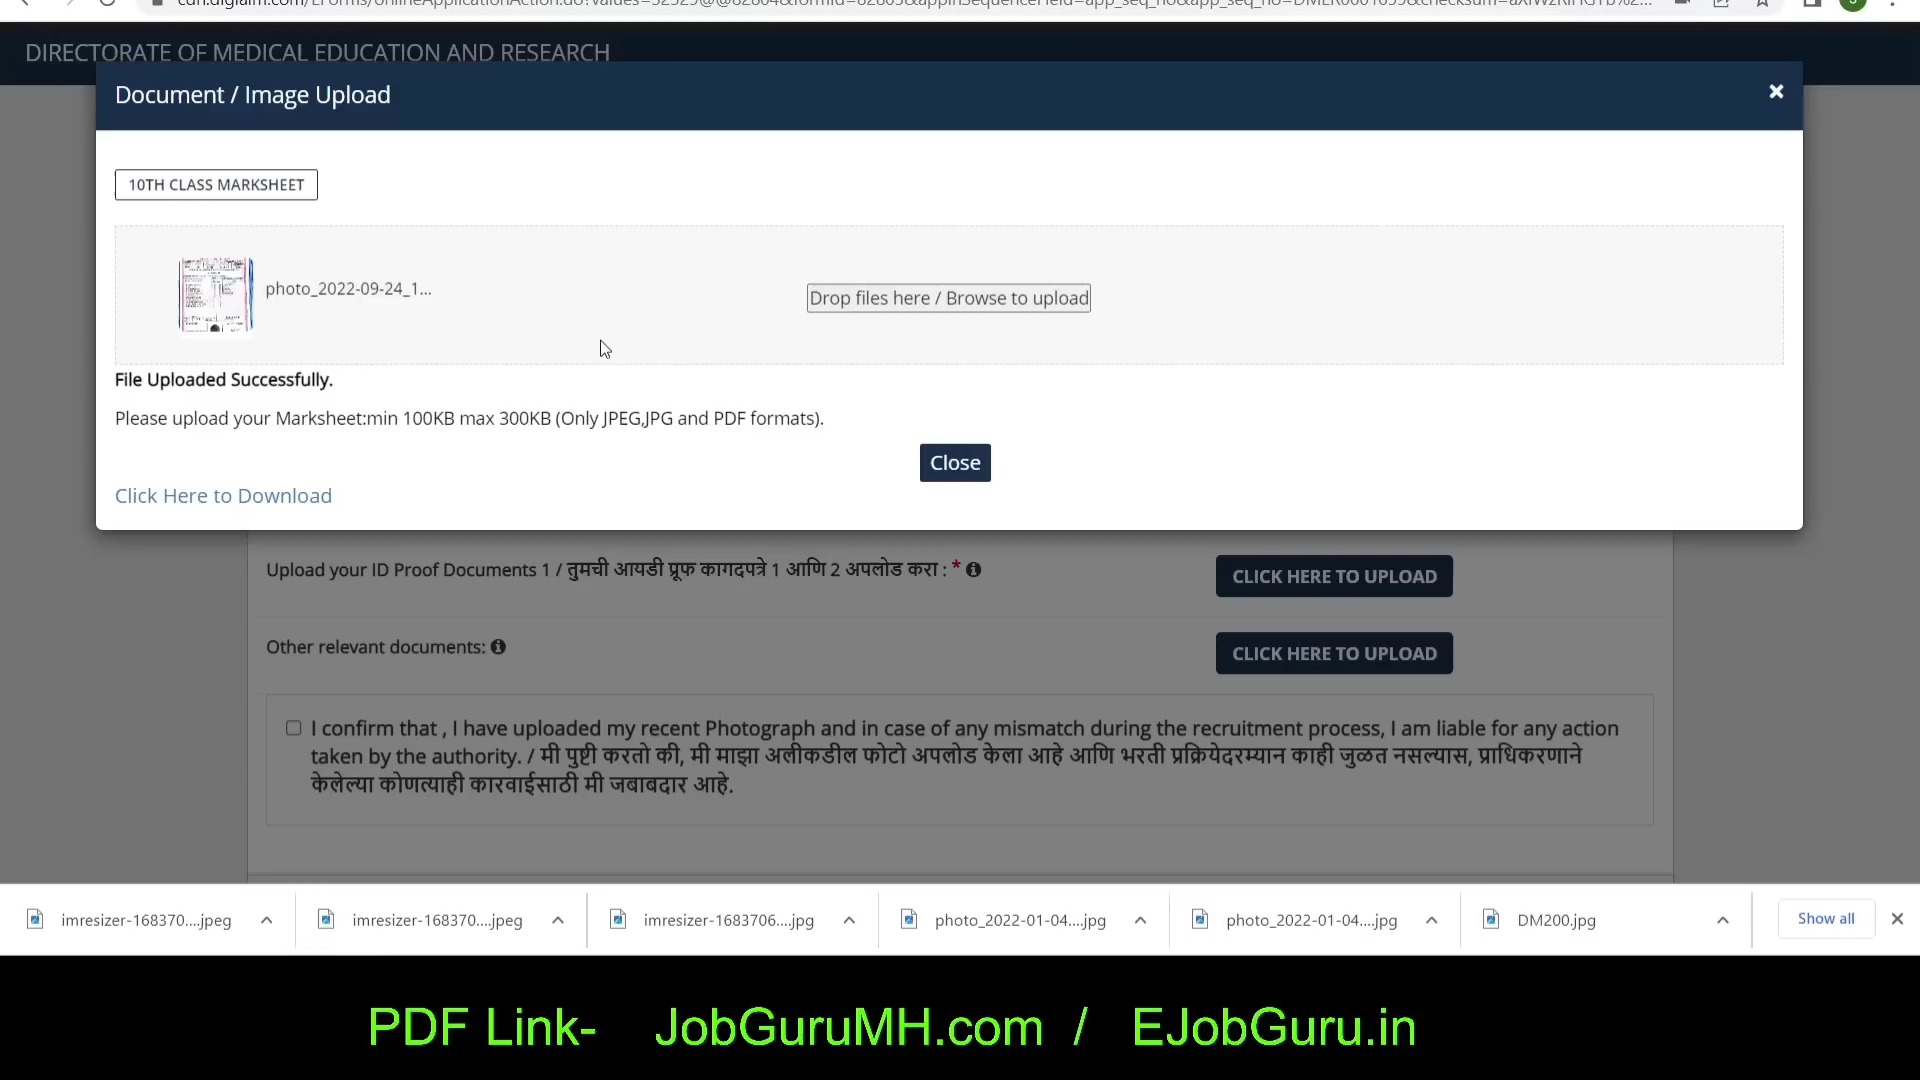 DIRECTORATE OF MEDICAL EDUCATION AND RESEARCH
Document / Image Upload
10TH CLASS MARKSHEET
photo_2022-09-24_1...
Drop files here / Browse to upload
File Uploaded Successfully.
Please upload your Marksheet:min 100KB max 300KB (Only JPEG,JPG and PDF formats).
Close
Click Here to Download
Upload your ID Proof Documents 1 / तुमची आयडी प्रूफ कागदपत्रे 1 आणि 2 अपलोड करा : *
CLICK HERE TO UPLOAD
Other relevant documents:
CLICK HERE TO UPLOAD
I confirm that , I have uploaded my recent Photograph and in case of any mismatch during the recruitment process, I am liable for any action
taken by the authority. / मी पुष्टी करतो की, मी माझा अलीकडील फोटो अपलोड केला आहे आणि भरती प्रक्रियेदरम्यान काही जुळत नसल्यास, प्राधिकरणाने
केलेल्या कोणत्याही कारवाईसाठी मी जबाबदार आहे.
imresizer-168370....jpeg
imresizer-168370....jpeg
imresizer-1683706....jpg
photo_2022-01-04....jpg
photo_2022-01-04....jpg
DM200.jpg
Show all
PDF Link- JobGuruMH.com / EJobGuru.in